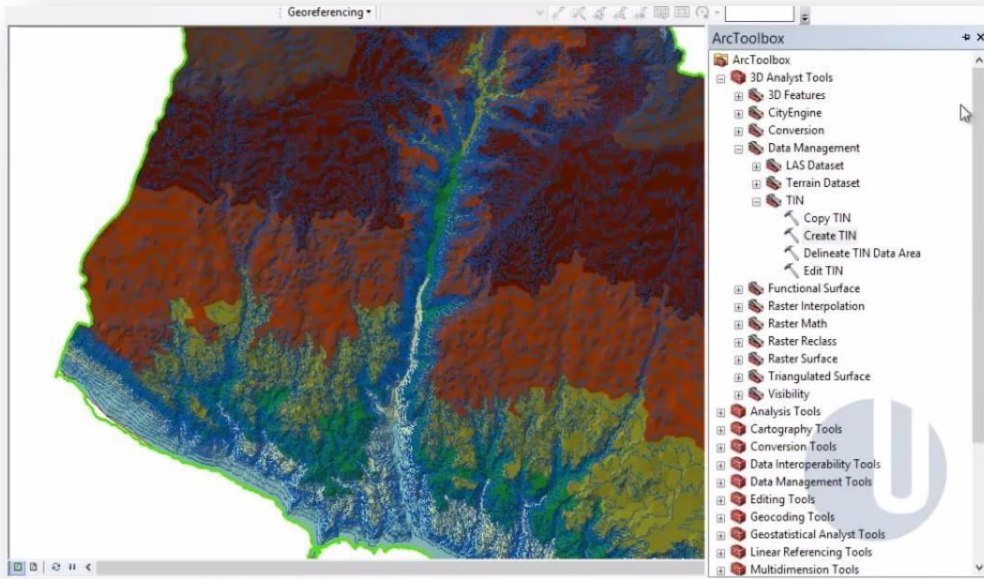 Georeferencing
ArcToolbox
ArcToolbox
3D Analyst Tools
3D Features
CityEngine
Conversion
Data Management
LAS Dataset
Terrain Dataset
TIN
Copy TIN
Create TIN
Delineate TIN Data Area
Edit TIN
Functional Surface
Raster Interpolation
Raster Math
Raster Reclass
Raster Surface
Triangulated Surface
Visibility
Analysis Tools
Cartography Tools
Conversion Tools
Data Interoperability Tools
Data Management Tools
Editing Tools
Geocoding Tools
Geostatistical Analyst Tools
Linear Referencing Tools
Multidimension Tools
U